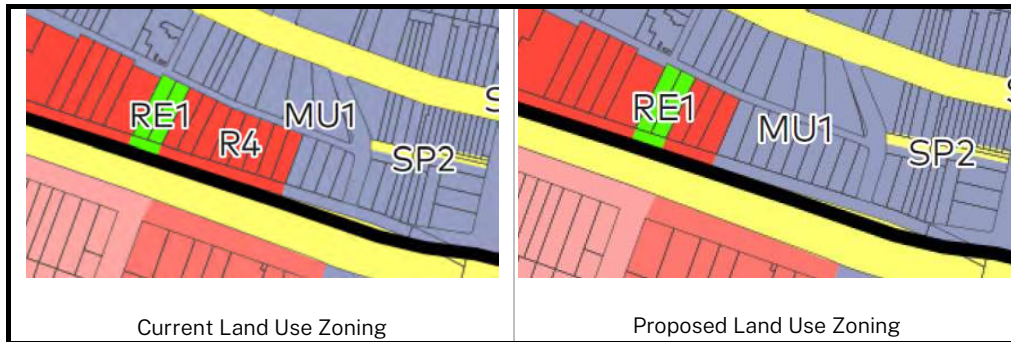 RE1
R4
MU1
SP2
S
RE1
MU1
SP2
S
Current Land Use Zoning
Proposed Land Use Zoning